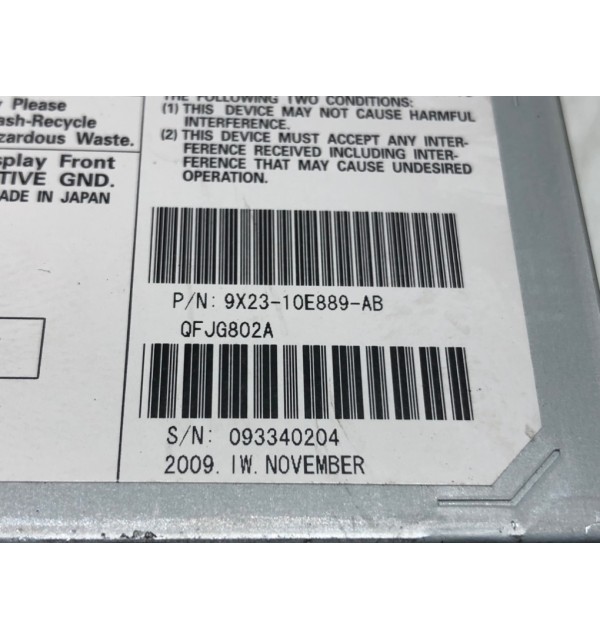 Please
ash-Recycle
azardous Waste.
splay Front
TIVE GND.
ADE IN JAPAN
THE FOLLOWING TWO CONDITIONS:
(1) THIS DEVICE MAY NOT CAUSE HARMFUL
INTERFERENCE.
(2) THIS DEVICE MUST ACCEPT ANY INTER-
FERENCE RECEIVED INCLUDING INTER-
FERENCE THAT MAY CAUSE UNDESIRED
OPERATION.
P/N: 9X23-10E889-AB
QFJG802A
S/N: 093340204
2009. IW. NOVEMBER